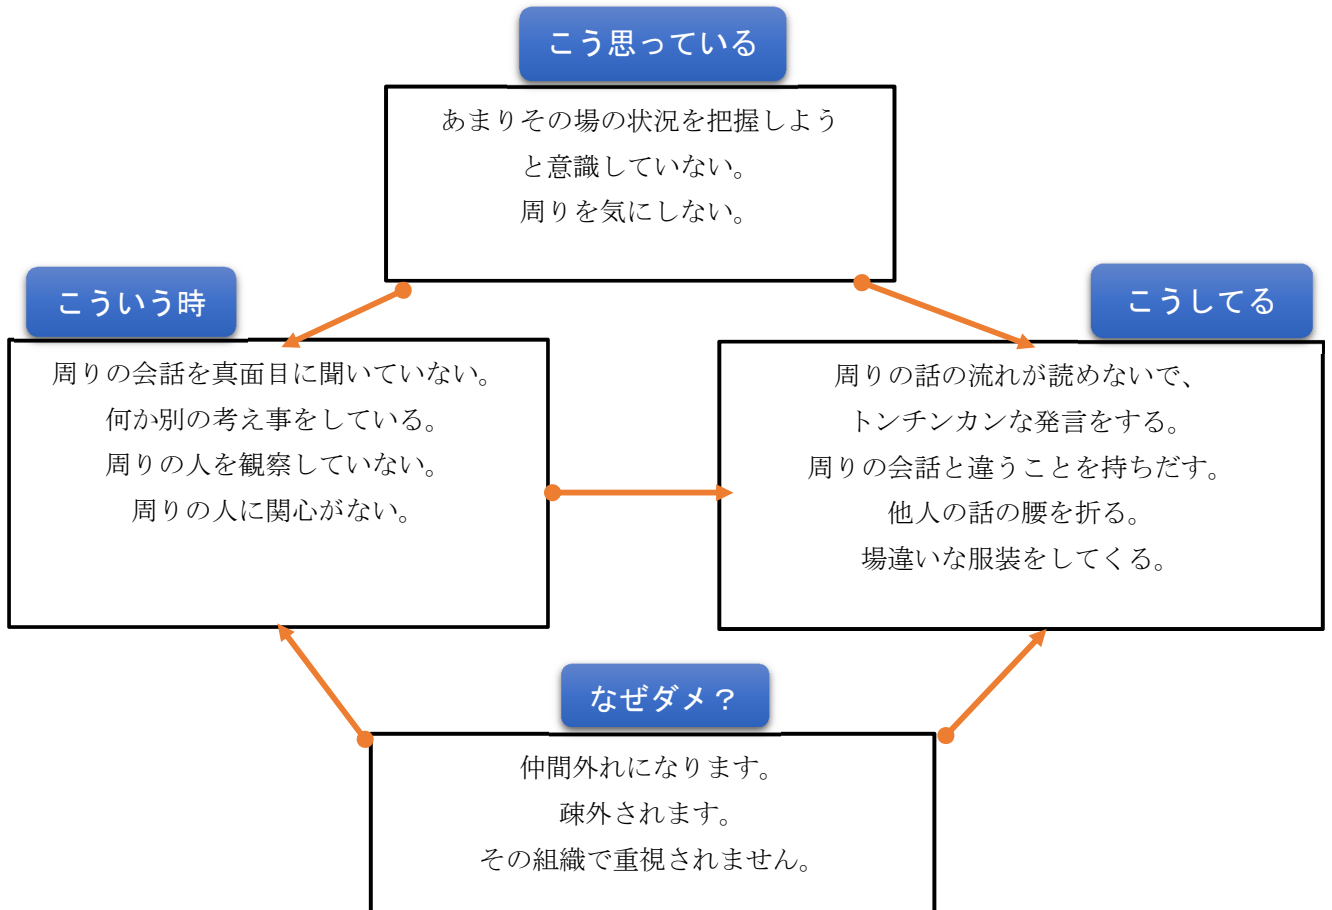 こう思っている
あまりその場の状況を把握しよう
と意識していない。
周りを気にしない。
こういう時
周りの会話を真面目に聞いていない。
何か別の考え事をしている。
周りの人を観察していない。
周りの人に関心がない。
こうしてる
周りの話の流れが読めないで、
トンチンカンな発言をする。
周りの会話と違うことを持ちだす。
他人の話の腰を折る。
場違いな服装をしてくる。
なぜダメ？
仲間外れになります。
疎外されます。
その組織で重視されません。